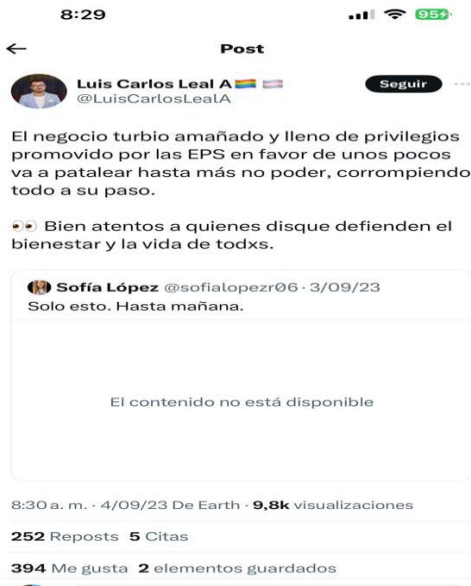 8:29
95
Post
Luis Carlos Leal A🏳️‍🌈 🏳️‍⚧️
@LuisCarlosLealA
Seguir
El negocio turbio amañado y lleno de privilegios
promovido por las EPS en favor de unos pocos
va a patalear hasta más no poder, corrompiendo
todo a su paso.
👀 Bien atentos a quienes disque defienden el
bienestar y la vida de todxs.
Sofía López @sofialopezr06 · 3/09/23
Solo esto. Hasta mañana.
El contenido no está disponible
8:30 a. m. · 4/09/23 De Earth · 9,8k visualizaciones
252 Reposts 5 Citas
394 Me gusta 2 elementos guardados